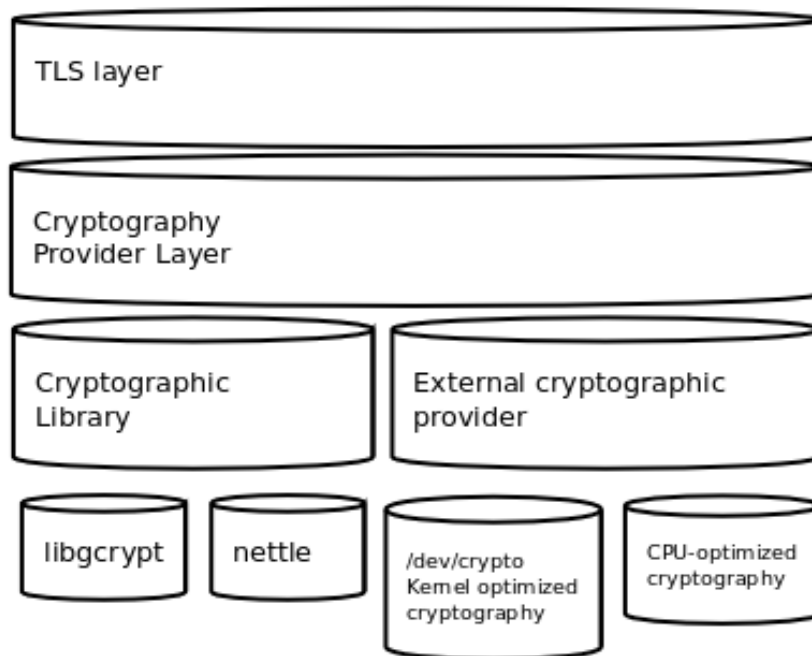 TLS layer
Cryptography
Provider Layer
Cryptographic
Library
External cryptographic
provider
libgcrypt
nettle
/dev/crypto
Kernel optimized
cryptography
CPU-optimized
cryptography